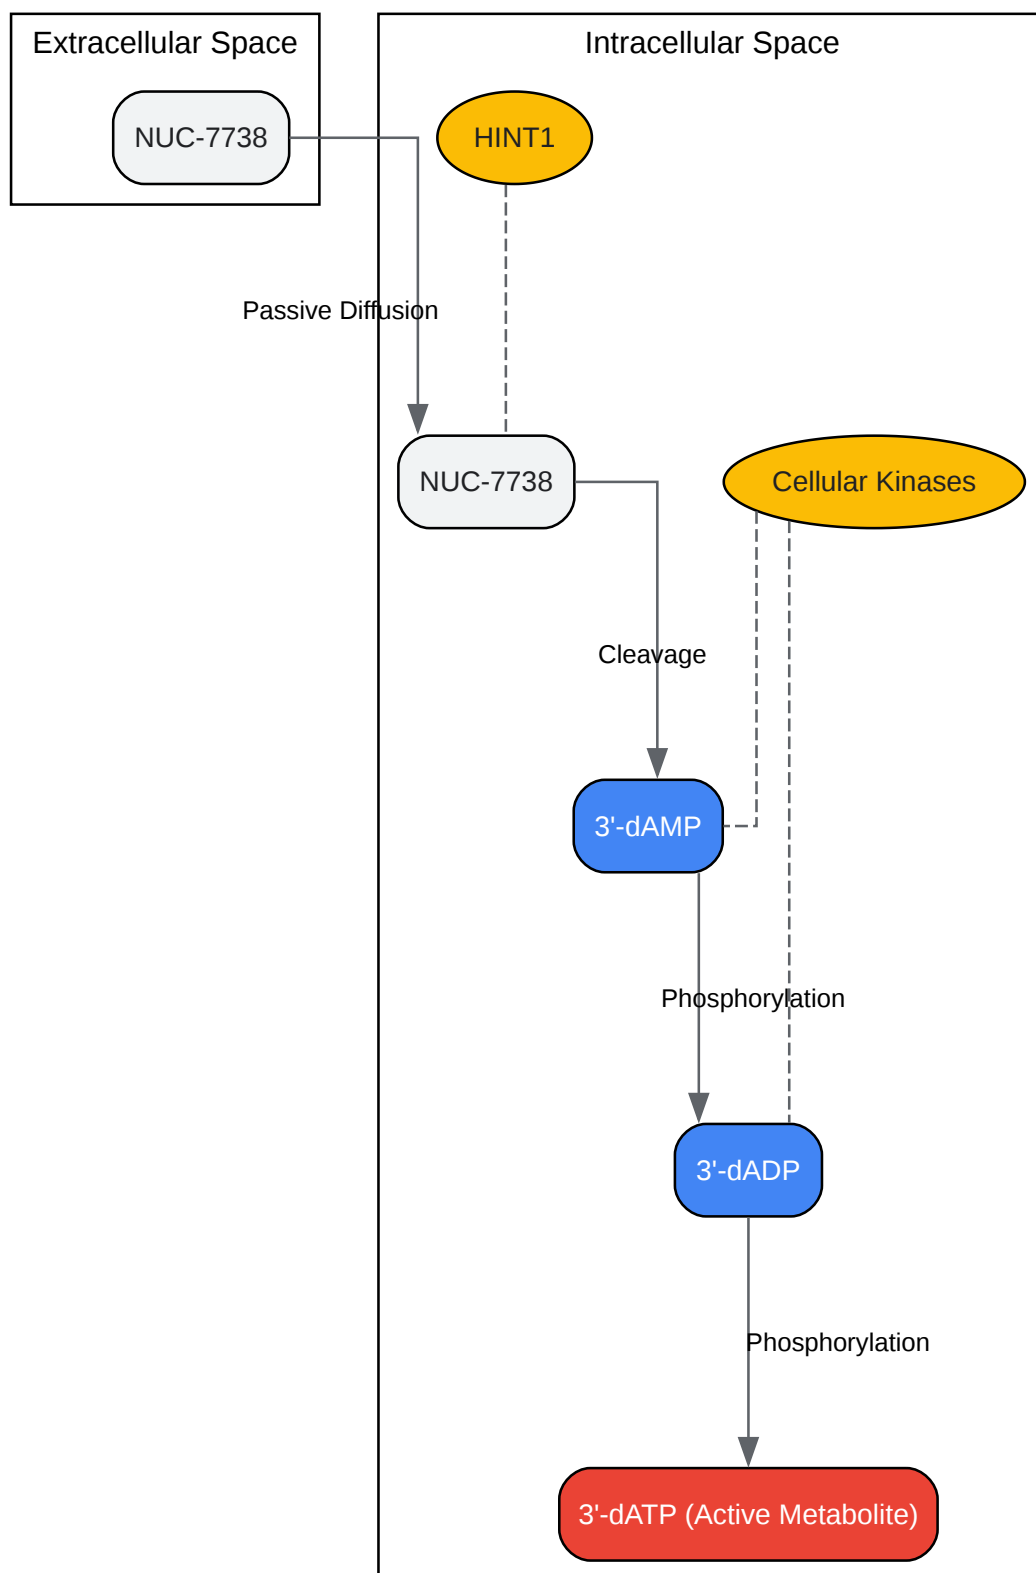 Extracellular Space
Intracellular Space
NUC-7738
HINT1
Passive Diffusion
NUC-7738
Cellular Kinases
Cleavage
3'-dAMP
Phosphorylation
3'-dADP
Phosphorylation
3'-dATP (Active Metabolite)